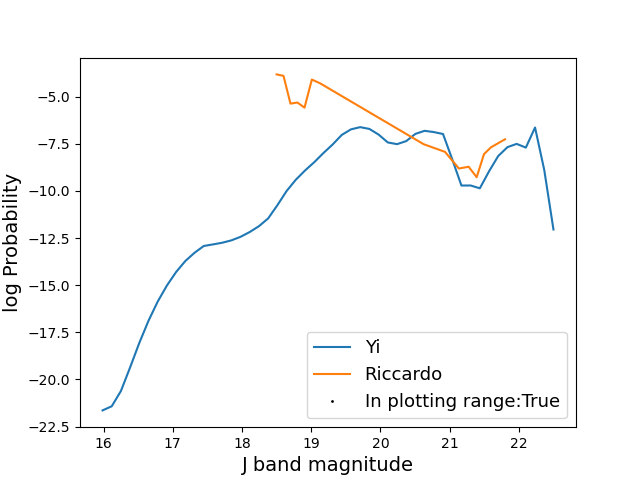 log Probability
−5.0
−7.5
−10.0
−12.5
−15.0
−17.5
−20.0
−22.5
Yi
Riccardo
In plotting range:True
16 17 18 19 20 21 22
J band magnitude